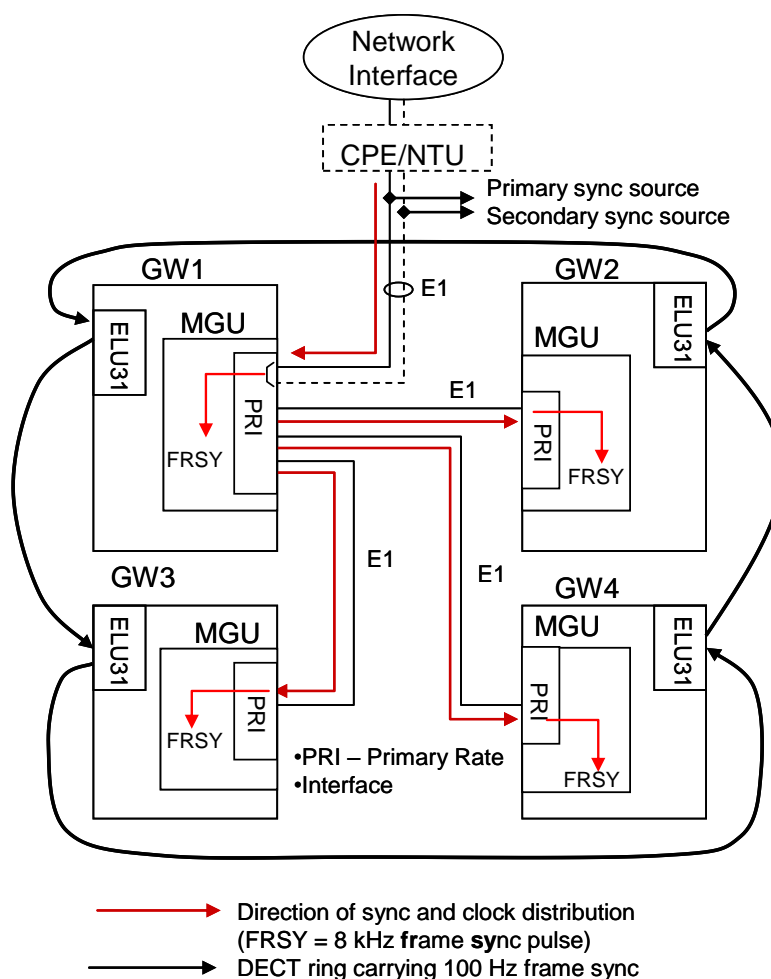 Network
Interface
CPE/NTU
Primary sync source
Secondary sync source
GW1
E1
GW2
ELU31
MGU
PRI
FRSY
E1
ELU31
MGU
PRI
FRSY
E1
E1
GW3
ELU31
MGU
PRI
FRSY
GW4
ELU31
MGU
PRI
FRSY
•PRI – Primary Rate
•Interface
Direction of sync and clock distribution
(FRSY = 8 kHz frame sync pulse)
DECT ring carrying 100 Hz frame sync